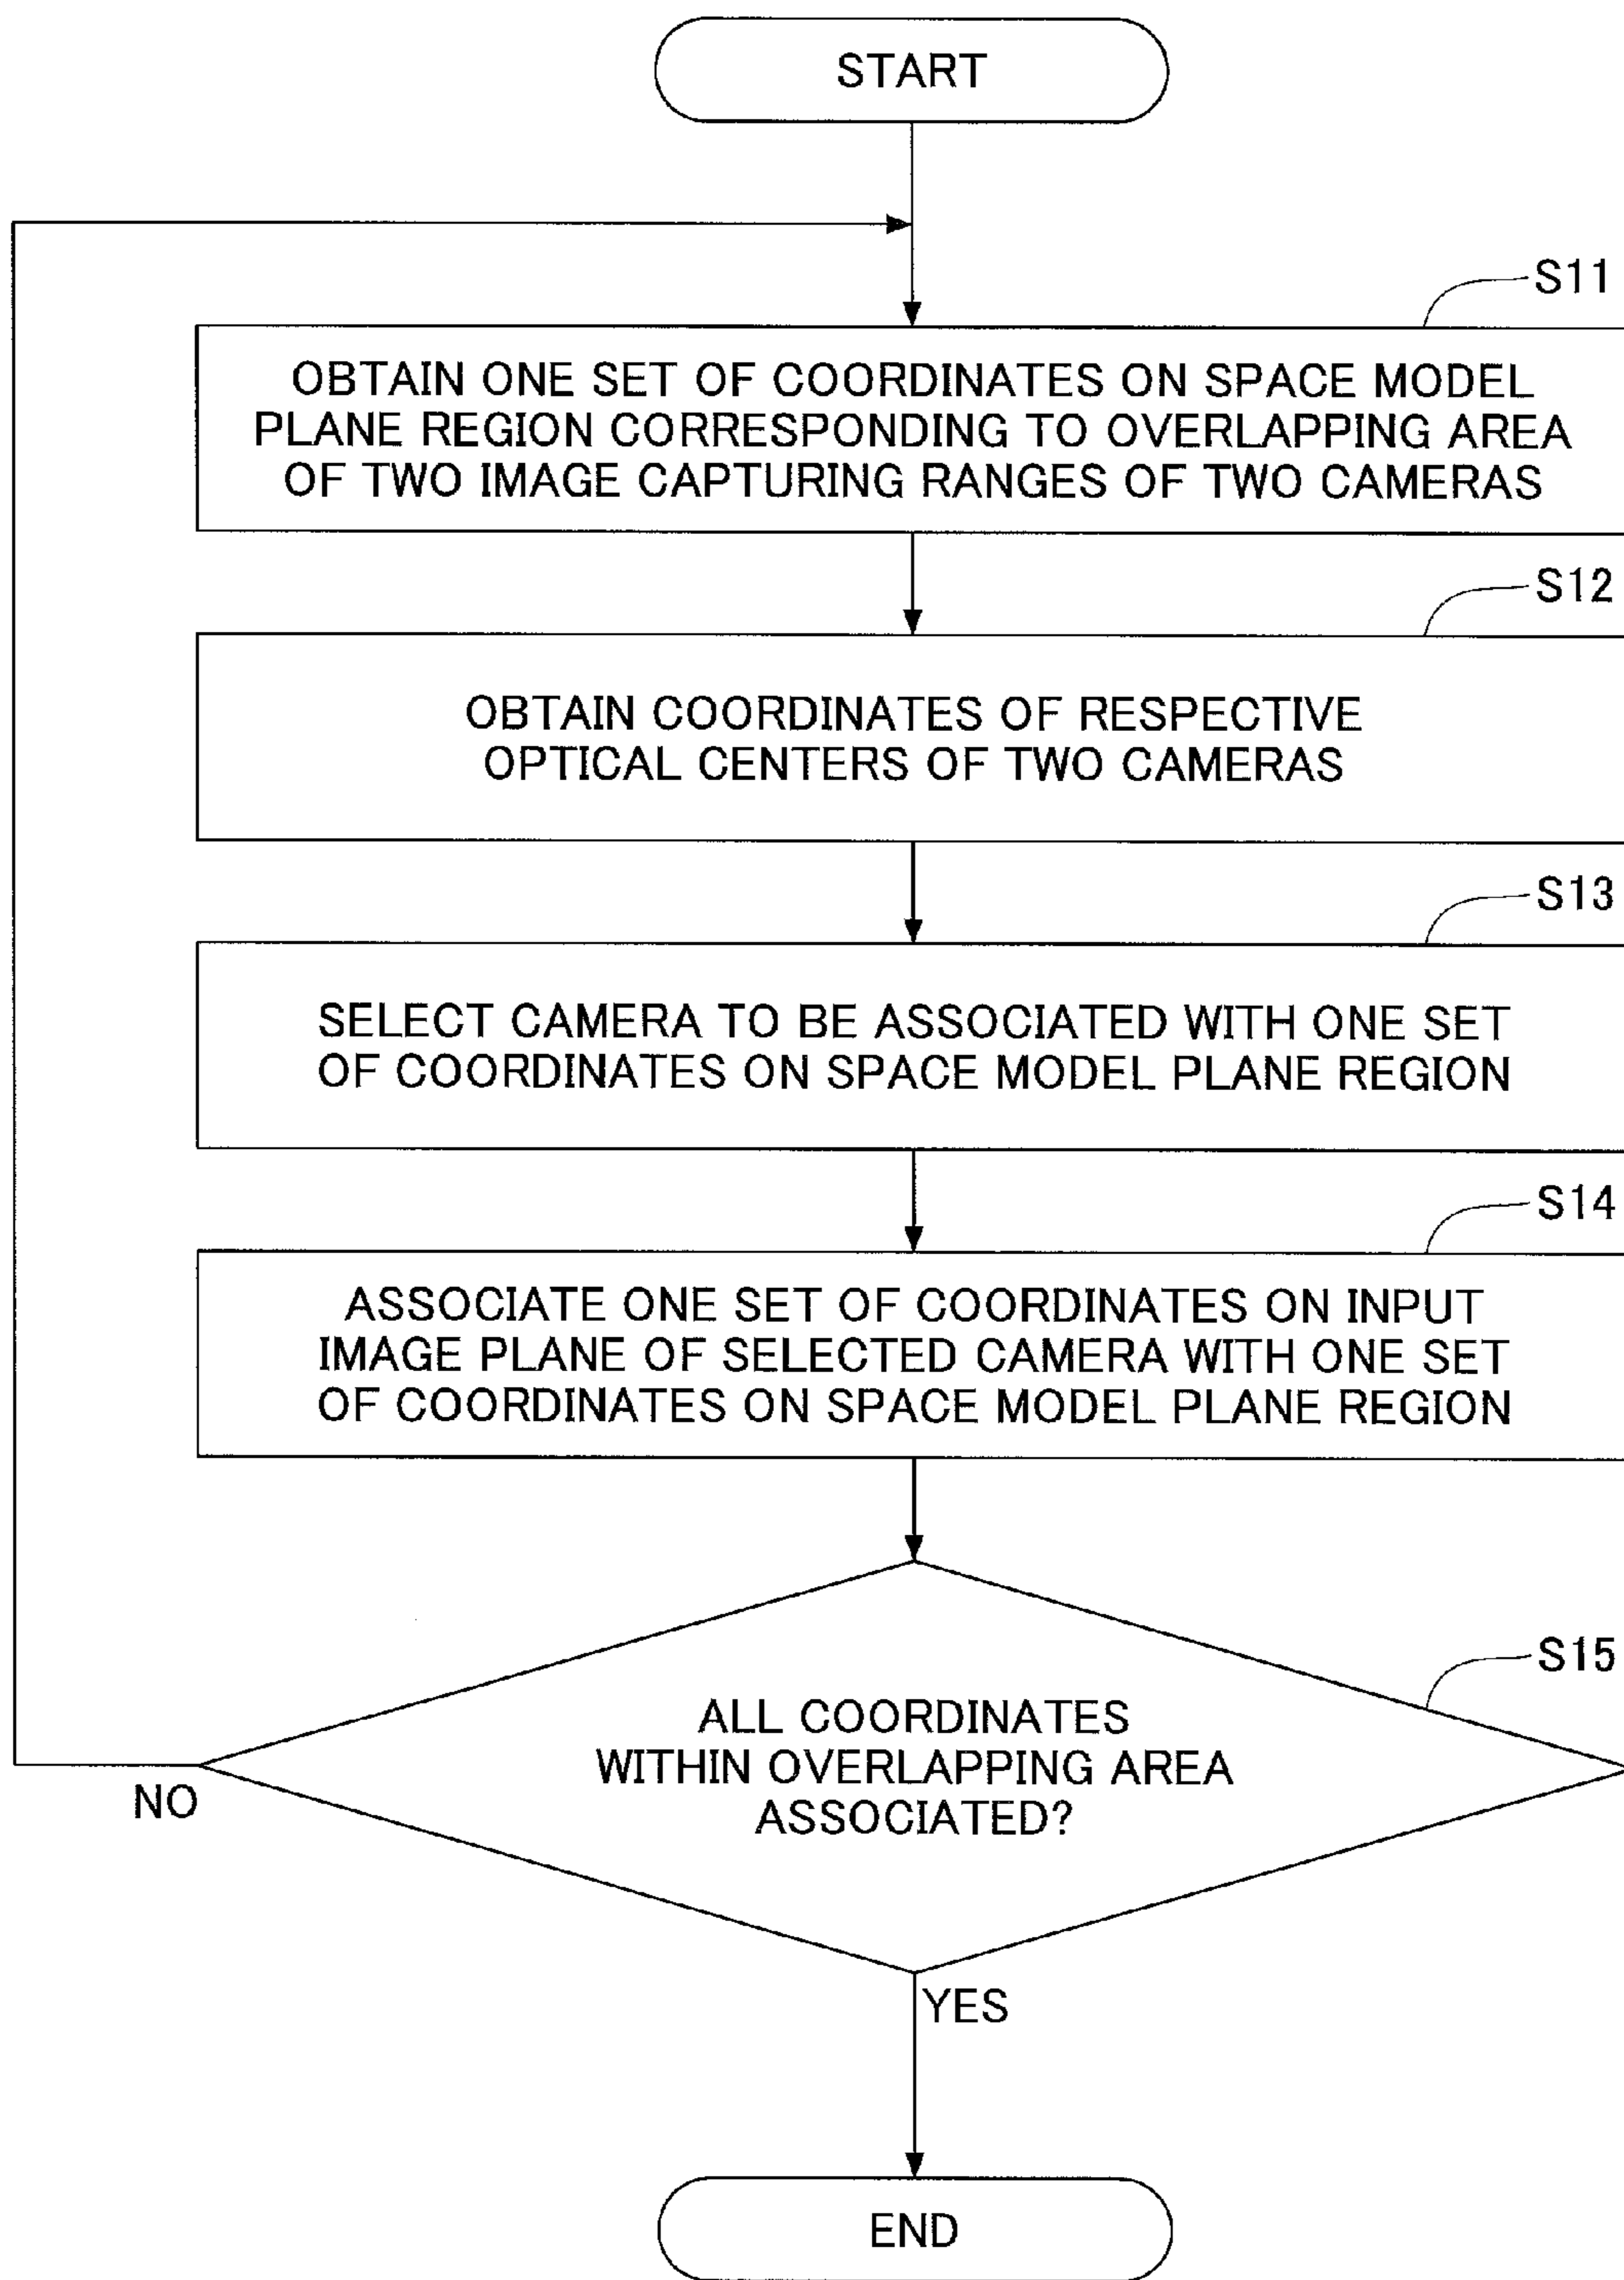 START
S11
OBTAIN ONE SET OF COORDINATES ON SPACE MODEL
PLANE REGION CORRESPONDING TO OVERLAPPING AREA
OF TWO IMAGE CAPTURING RANGES OF TWO CAMERAS
S12
OBTAIN COORDINATES OF RESPECTIVE
OPTICAL CENTERS OF TWO CAMERAS
S13
SELECT CAMERA TO BE ASSOCIATED WITH ONE SET
OF COORDINATES ON SPACE MODEL PLANE REGION
S14
ASSOCIATE ONE SET OF COORDINATES ON INPUT
IMAGE PLANE OF SELECTED CAMERA WITH ONE SET
OF COORDINATES ON SPACE MODEL PLANE REGION
S15
ALL COORDINATES
WITHIN OVERLAPPING AREA
ASSOCIATED?
NO
YES
END